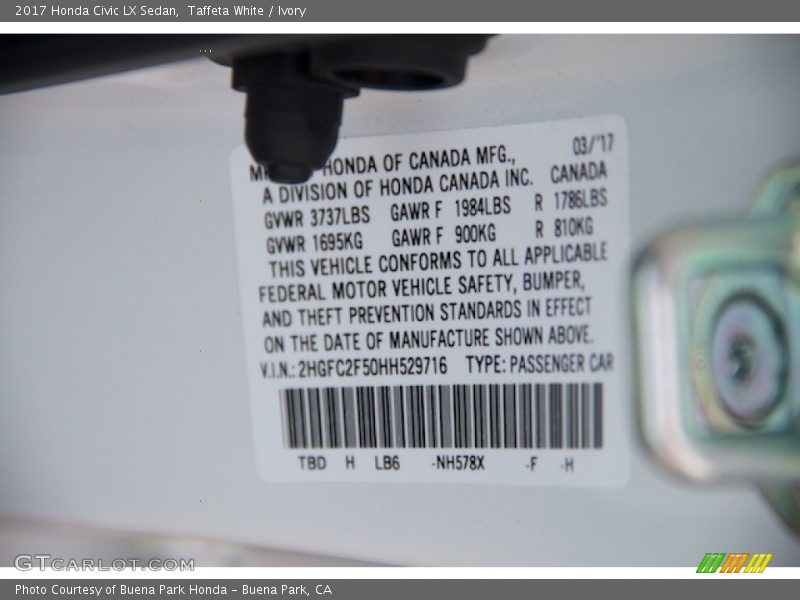 2017 Honda Civic LX Sedan, Taffeta White / Ivory
HONDA OF CANADA MFG., 03/'17
A DIVISION OF HONDA CANADA INC. CANADA
GVWR 3737LBS GAWR F 1984LBS R 1786LBS
GVWR 1695KG GAWR F 900KG R 810KG
THIS VEHICLE CONFORMS TO ALL APPLICABLE
FEDERAL MOTOR VEHICLE SAFETY, BUMPER,
AND THEFT PREVENTION STANDARDS IN EFFECT
ON THE DATE OF MANUFACTURE SHOWN ABOVE.
V.I.N.: 2HGFC2F50HH529716 TYPE: PASSENGER CAR
TBD H LB6 -NH578X -F -H
GTCARLOT.COM
Photo Courtesy of Buena Park Honda – Buena Park, CA